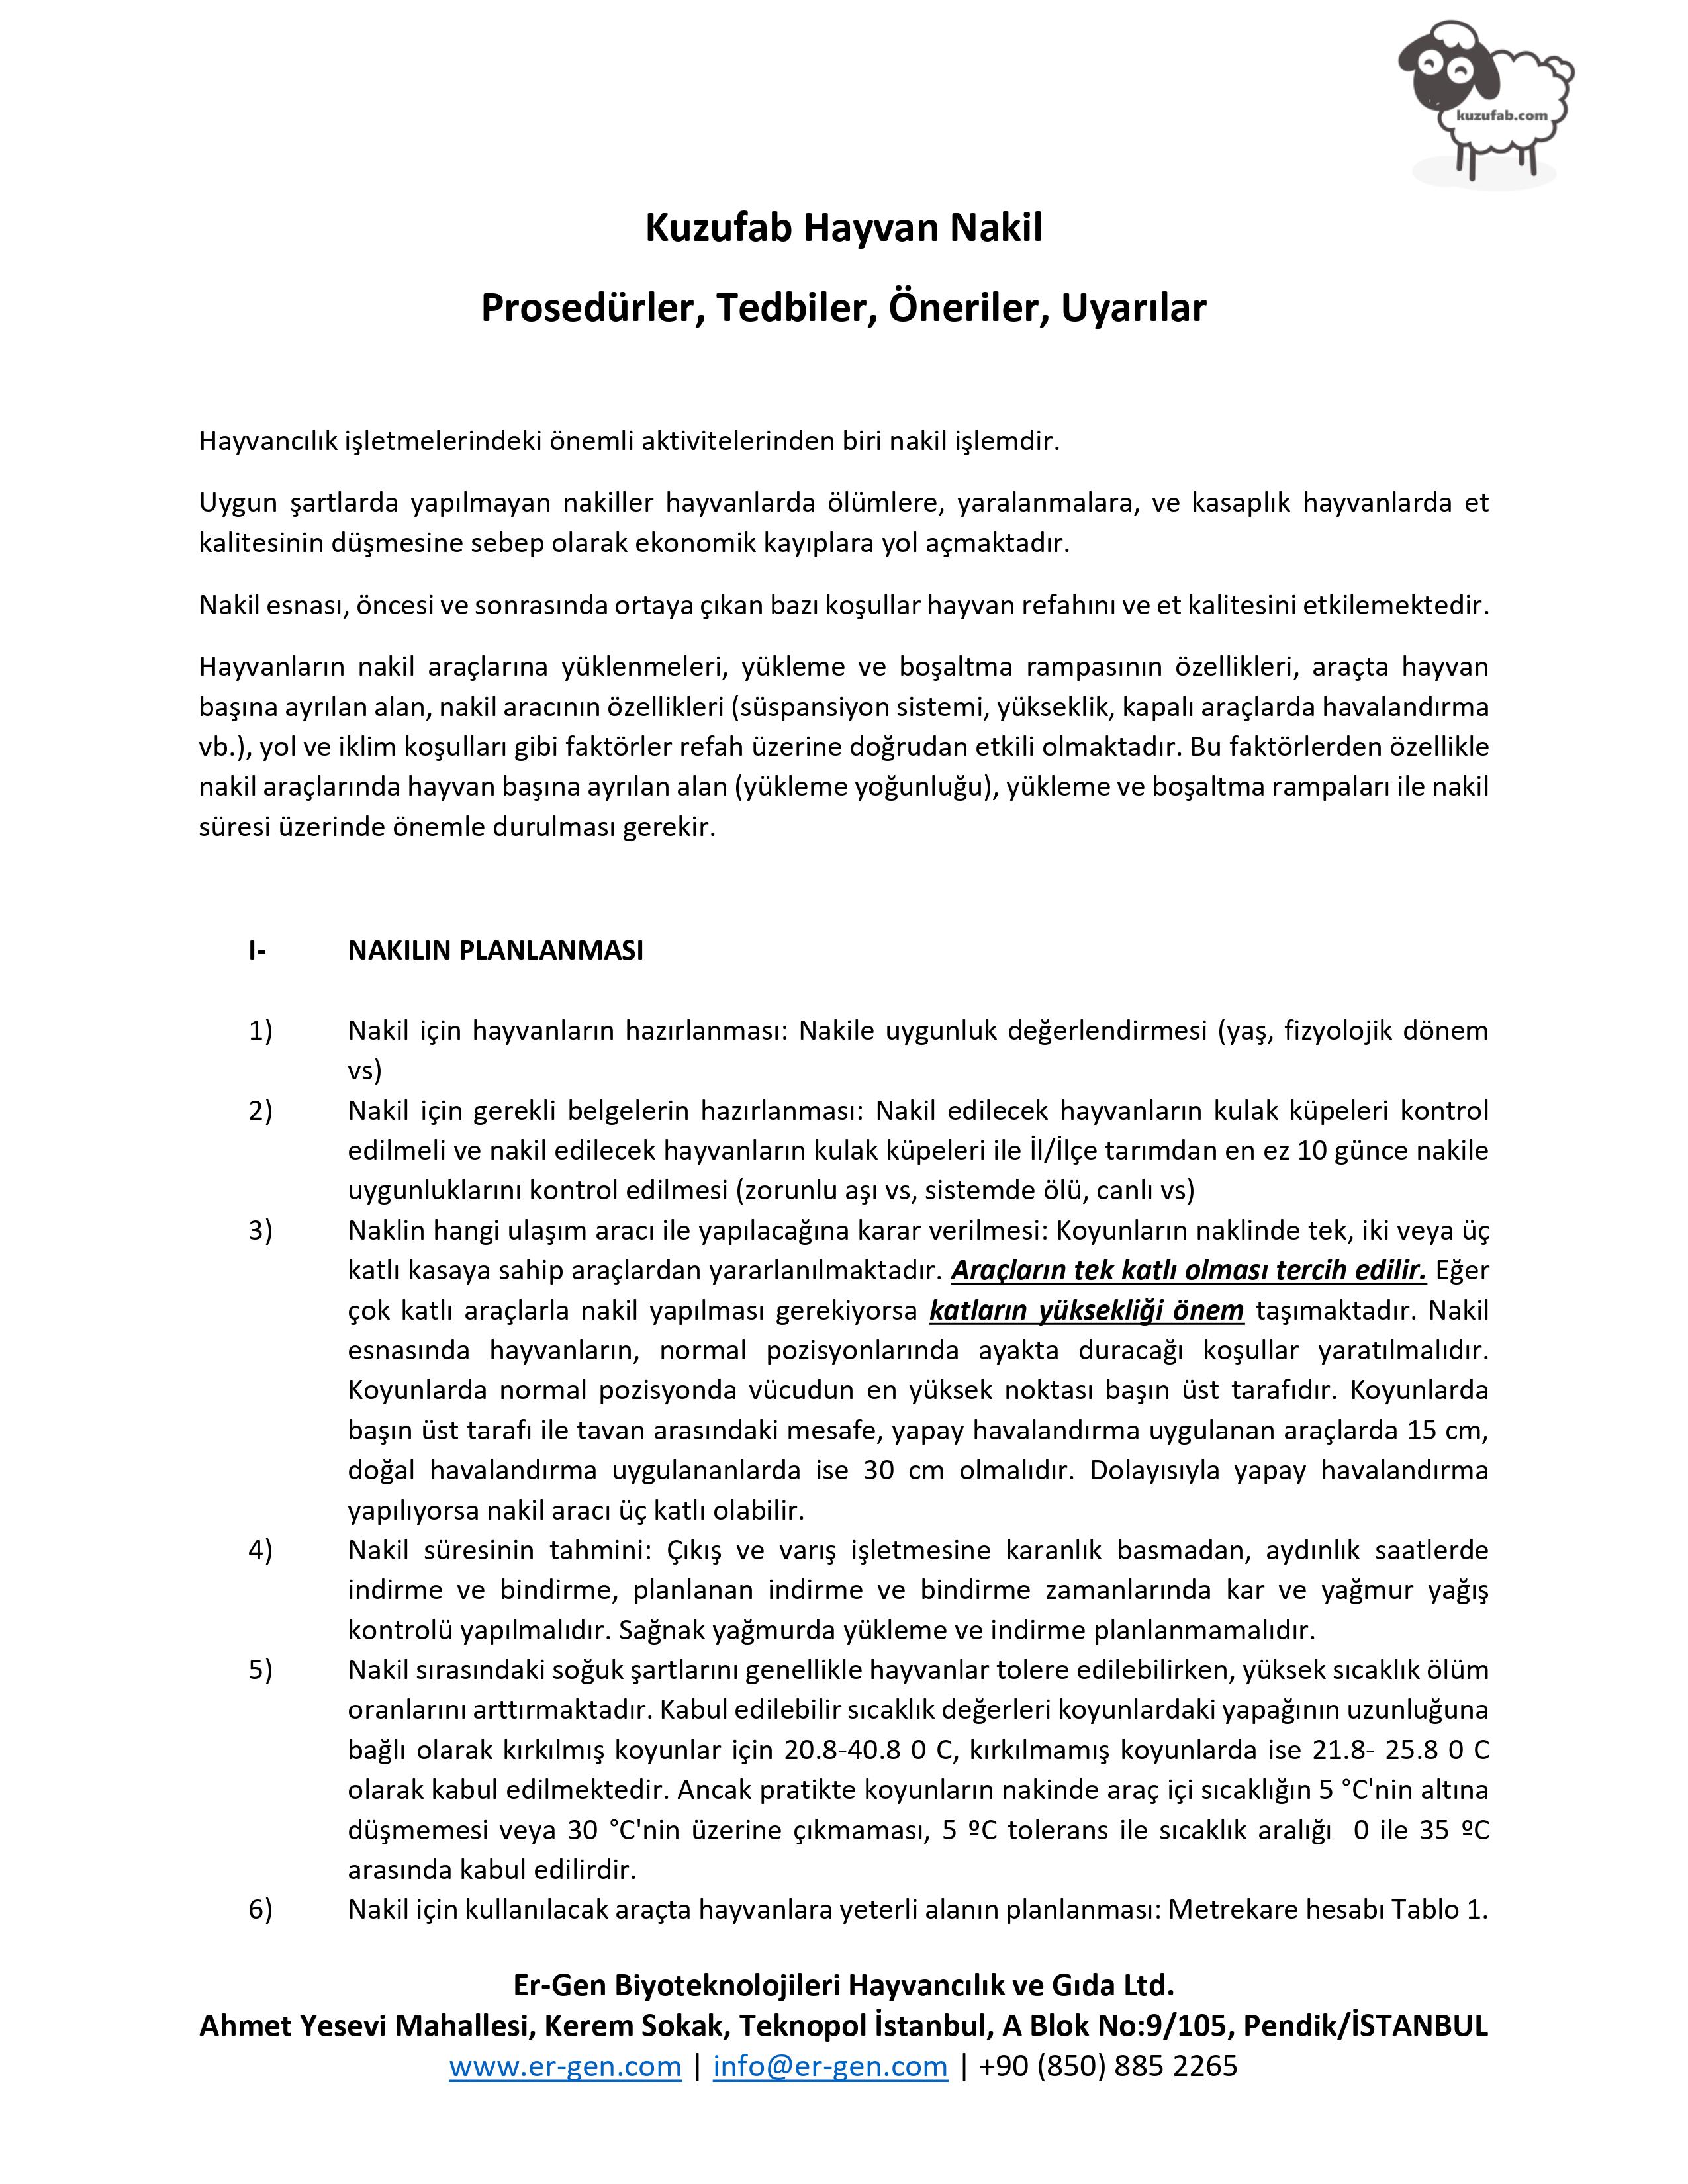 kuzufab.com
Kuzufab Hayvan Nakil
Prosedürler, Tedbiler, Öneriler, Uyarılar
Hayvancılık işletmelerindeki önemli aktivitelerinden biri nakil işlemdir.
Uygun şartlarda yapılmayan nakiller hayvanlarda ölümlere, yaralanmalara, ve kasaplık hayvanlarda et
kalitesinin düşmesine sebep olarak ekonomik kayıplara yol açmaktadır.
Nakil esnası, öncesi ve sonrasında ortaya çıkan bazı koşullar hayvan refahını ve et kalitesini etkilemektedir.
Hayvanların nakil araçlarına yüklenmeleri, yükleme ve boşaltma rampasının özellikleri, araçta hayvan
başına ayrılan alan, nakil aracının özellikleri (süspansiyon sistemi, yükseklik, kapalı araçlarda havalandırma
vb.), yol ve iklim koşulları gibi faktörler refah üzerine doğrudan etkili olmaktadır. Bu faktörlerden özellikle
nakil araçlarında hayvan başına ayrılan alan (yükleme yoğunluğu), yükleme ve boşaltma rampaları ile nakil
süresi üzerinde önemle durulması gerekir.
I- NAKILIN PLANLANMASI
1) Nakil için hayvanların hazırlanması: Nakile uygunluk değerlendirmesi (yaş, fizyolojik dönem
vs)
2) Nakil için gerekli belgelerin hazırlanması: Nakil edilecek hayvanların kulak küpeleri kontrol
edilmeli ve nakil edilecek hayvanların kulak küpeleri ile İl/İlçe tarımdan en ez 10 günce nakile
uygunluklarını kontrol edilmesi (zorunlu aşı vs, sistemde ölü, canlı vs)
3) Naklin hangi ulaşım aracı ile yapılacağına karar verilmesi: Koyunların naklinde tek, iki veya üç
katlı kasaya sahip araçlardan yararlanılmaktadır. Araçların tek katlı olması tercih edilir. Eğer
çok katlı araçlarla nakil yapılması gerekiyorsa katların yüksekliği önem taşımaktadır. Nakil
esnasında hayvanların, normal pozisyonlarında ayakta duracağı koşullar yaratılmalıdır.
Koyunlarda normal pozisyonda vücudun en yüksek noktası başın üst tarafıdır. Koyunlarda
başın üst tarafı ile tavan arasındaki mesafe, yapay havalandırma uygulanan araçlarda 15 cm,
doğal havalandırma uygulananlarda ise 30 cm olmalıdır. Dolayısıyla yapay havalandırma
yapılıyorsa nakil aracı üç katlı olabilir.
4) Nakil süresinin tahmini: Çıkış ve varış işletmesine karanlık basmadan, aydınlık saatlerde
indirme ve bindirme, planlanan indirme ve bindirme zamanlarında kar ve yağmur yağış
kontrolü yapılmalıdır. Sağnak yağmurda yükleme ve indirme planlanmamalıdır.
5) Nakil sırasındaki soğuk şartlarını genellikle hayvanlar tolere edilebilirken, yüksek sıcaklık ölüm
oranlarını arttırmaktadır. Kabul edilebilir sıcaklık değerleri koyunlardaki yapağının uzunluğuna
bağlı olarak kırkılmış koyunlar için 20.8-40.8 0 C, kırkılmamış koyunlarda ise 21.8- 25.8 0 C
olarak kabul edilmektedir. Ancak pratikte koyunların nakinde araç içi sıcaklığın 5 °C'nin altına
düşmemesi veya 30 °C'nin üzerine çıkmaması, 5 ºC tolerans ile sıcaklık aralığı 0 ile 35 ºC
arasında kabul edilirdir.
6) Nakil için kullanılacak araçta hayvanlara yeterli alanın planlanması: Metrekare hesabı Tablo 1.
Er-Gen Biyoteknolojileri Hayvancılık ve Gıda Ltd.
Ahmet Yesevi Mahallesi, Kerem Sokak, Teknopol İstanbul, A Blok No:9/105, Pendik/İSTANBUL
www.er-gen.com | info@er-gen.com | +90 (850) 885 2265